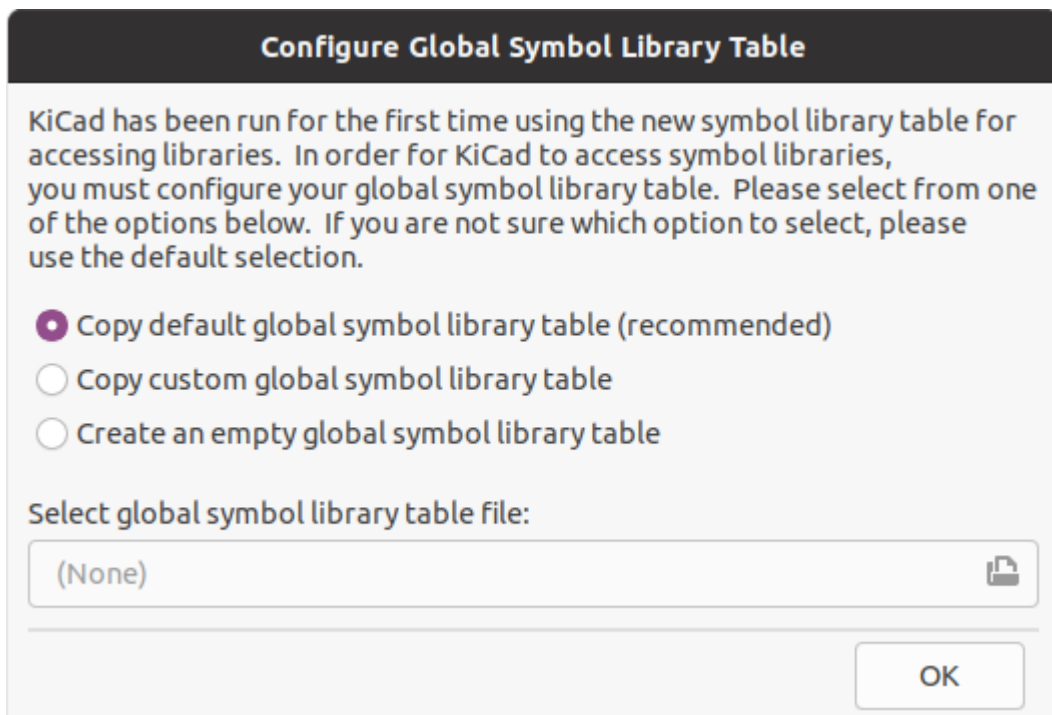 Configure Global Symbol Library Table
KiCad has been run for the first time using the new symbol library table for
accessing libraries.  In order for KiCad to access symbol libraries,
you must configure your global symbol library table.  Please select from one
of the options below.  If you are not sure which option to select, please
use the default selection.
Copy default global symbol library table (recommended)
Copy custom global symbol library table
Create an empty global symbol library table
Select global symbol library table file:
(None)
OK